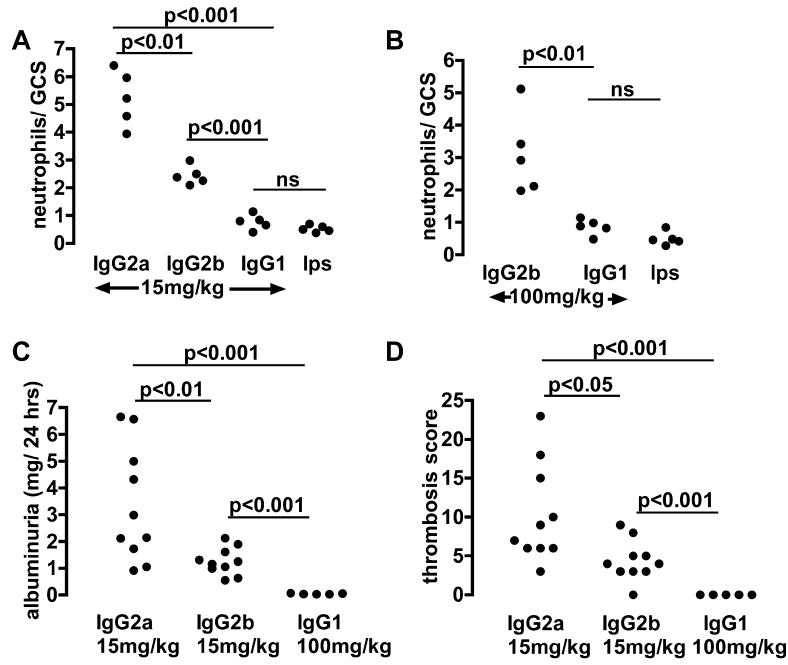 A
p<0.001
p<0.01
p<0.001
ns
neutrophils/ GCS
7
6
5
4
3
2
1
0
IgG2a IgG2b IgG1 lps
15mg/kg
B
p<0.01
ns
neutrophils/ GCS
6
5
4
3
2
1
0
IgG2b IgG1 lps
100mg/kg
C
p<0.001
p<0.01
p<0.001
albuminuria (mg/ 24 hrs)
7
6
5
4
3
2
1
0
IgG2a IgG2b IgG1
15mg/kg 15mg/kg 100mg/kg
D
p<0.001
p<0.05
p<0.001
thrombosis score
25
20
15
10
5
0
IgG2a IgG2b IgG1
15mg/kg 15mg/kg 100mg/kg